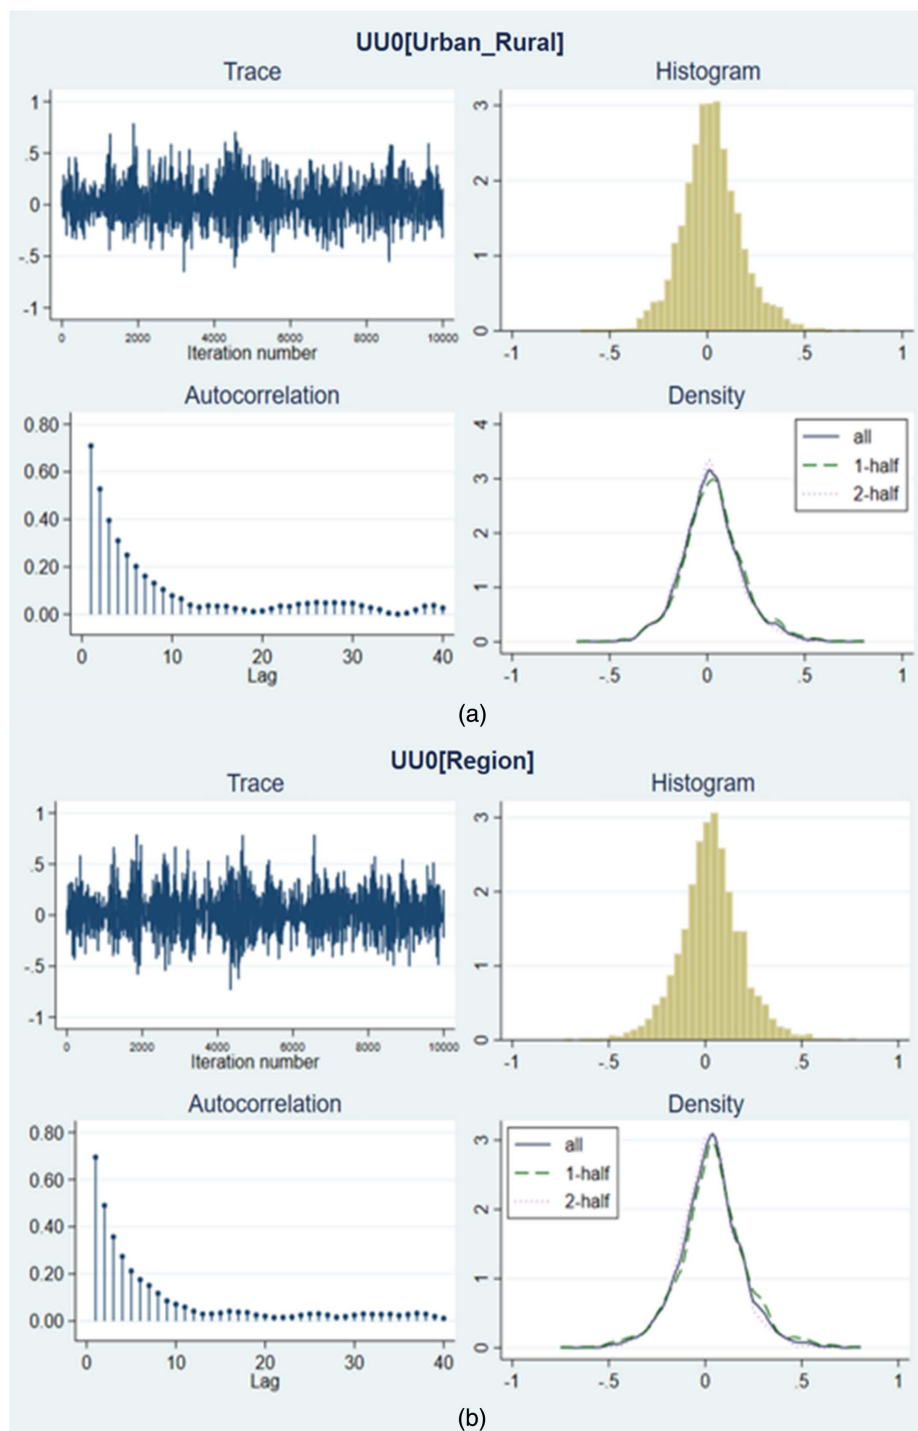 UU0[Urban_Rural]
Trace
Histogram
1
.5
0
-.5
-1
0 2000 4000 6000 8000 10000
Iteration number
3
2
1
0
-1 -.5 0 .5 1
Autocorrelation
Density
0.80
0.60
0.40
0.20
0.00
0 10 20 30 40
Lag
4
3
2
1
0
all
1-half
2-half
-1 -.5 0 .5 1
(a)
UU0[Region]
Trace
Histogram
1
.5
0
-.5
-1
0 2000 4000 6000 8000 10000
Iteration number
3
2
1
0
-1 -.5 0 .5 1
Autocorrelation
Density
0.80
0.60
0.40
0.20
0.00
0 10 20 30 40
Lag
3
2
1
0
all
1-half
2-half
-1 -.5 0 .5 1
(b)